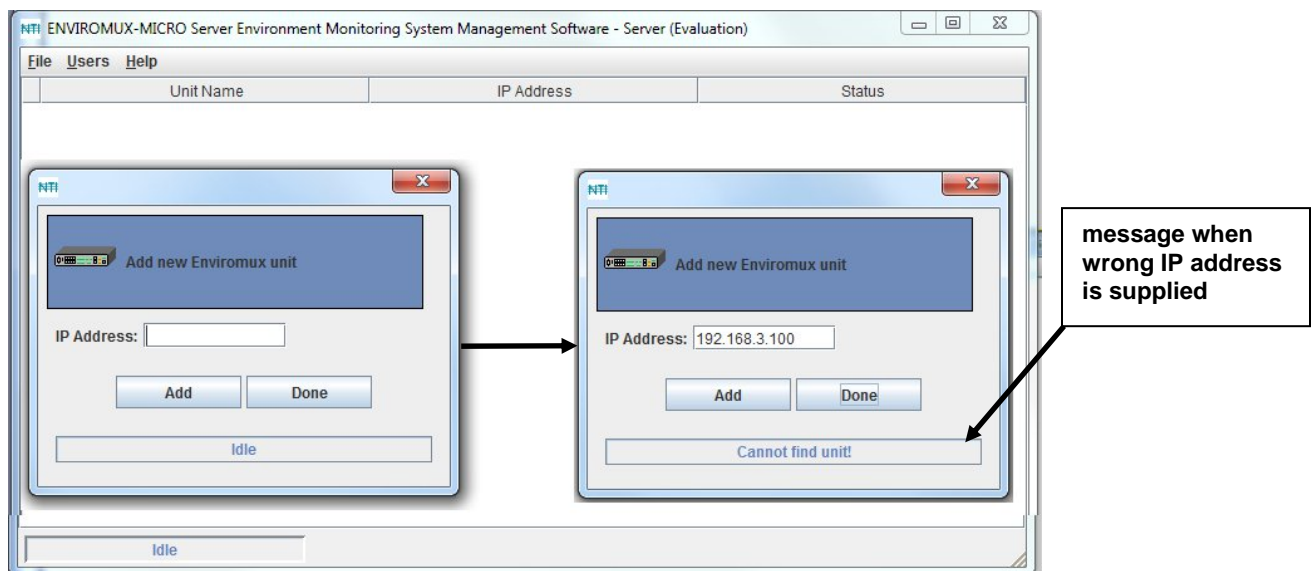 NTI ENVIROMUX-MICRO Server Environment Monitoring System Management Software - Server (Evaluation)
File Users Help
Unit Name IP Address Status
NTI
Add new Enviromux unit
IP Address:
Add Done
Idle
NTI
Add new Enviromux unit
IP Address: 192.168.3.100
Add Done
Cannot find unit!
message when
wrong IP address
is supplied
Idle